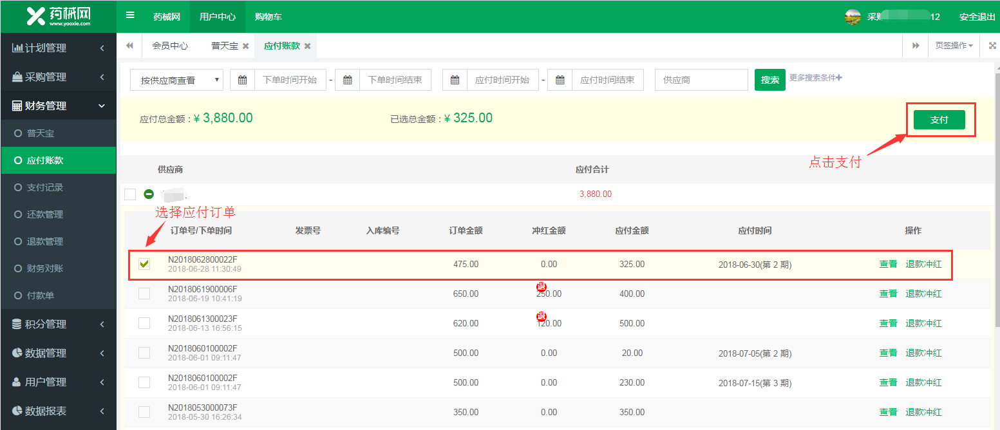 药械网
www.yaoxie.com
药械网 用户中心 购物车 采购 12 安全退出
会员中心 普天宝 应付账款 页签操作
计划管理
采购管理
财务管理
普天宝
应付账款
支付记录
还款管理
退款管理
财务对账
付款单
积分管理
数据管理
用户管理
数据报表
按供应商查看 下单时间开始 - 下单时间结束 应付时间开始 - 应付时间结束 供应商 搜索 更多搜索条件+
应付总金额：¥ 3,880.00 已选总金额：¥ 325.00 支付
点击支付
供应商 应付合计
3,880.00
选择应付订单
订单号/下单时间 发票号 入库编号 订单金额 冲红金额 应付金额 应付时间 操作
N2018062800022F 475.00 0.00 325.00 2018-06-30(第 2 期) 查看 退款冲红
2018-06-28 11:30:49
退
N2018061900006F 650.00 250.00 400.00 查看 退款冲红
2018-06-19 10:41:19
退
N2018061300023F 620.00 120.00 500.00 查看 退款冲红
2018-06-13 16:56:15
N2018060100002F 500.00 0.00 20.00 2018-07-05(第 2 期) 查看 退款冲红
2018-06-01 09:11:47
N2018060100002F 500.00 0.00 230.00 2018-07-15(第 3 期) 查看 退款冲红
2018-06-01 09:11:47
N2018053000073F 350.00 0.00 350.00 查看 退款冲红
2018-05-30 16:26:34